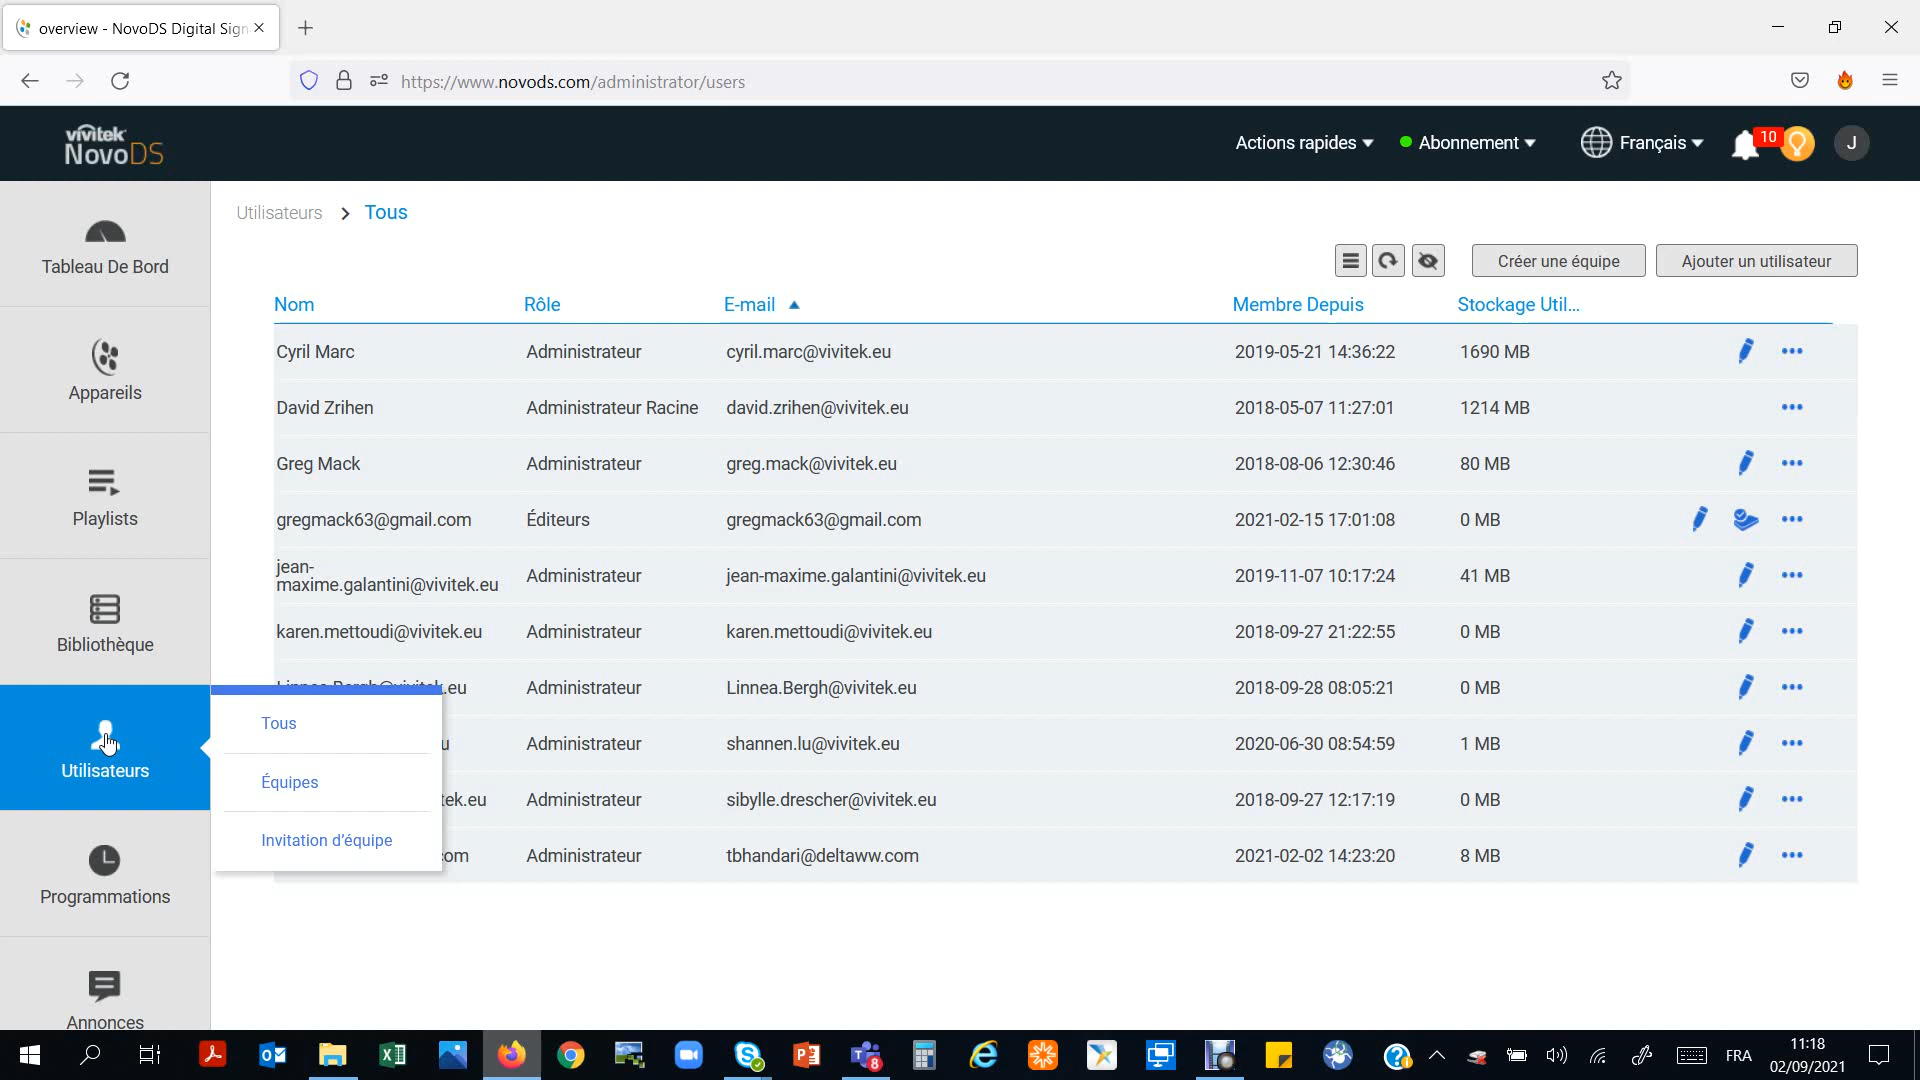 overview - NovoDS Digital Sign
https://www.novods.com/administrator/users
vivitek
NovoDS
Actions rapides
Abonnement
Français
10
J
Tableau De Bord
Appareils
Playlists
Bibliothèque
Utilisateurs
Programmations
Annonces
Utilisateurs > Tous
Créer une équipe
Ajouter un utilisateur
Nom Rôle E-mail Membre Depuis Stockage Util...
Cyril Marc Administrateur cyril.marc@vivitek.eu 2019-05-21 14:36:22 1690 MB
David Zrihen Administrateur Racine david.zrihen@vivitek.eu 2018-05-07 11:27:01 1214 MB
Greg Mack Administrateur greg.mack@vivitek.eu 2018-08-06 12:30:46 80 MB
gregmack63@gmail.com Éditeurs gregmack63@gmail.com 2021-02-15 17:01:08 0 MB
jean-
maxime.galantini@vivitek.eu Administrateur jean-maxime.galantini@vivitek.eu 2019-11-07 10:17:24 41 MB
karen.mettoudi@vivitek.eu Administrateur karen.mettoudi@vivitek.eu 2018-09-27 21:22:55 0 MB
Linnea.Bergh@vivitek.eu Administrateur Linnea.Bergh@vivitek.eu 2018-09-28 08:05:21 0 MB
u Administrateur shannen.lu@vivitek.eu 2020-06-30 08:54:59 1 MB
tek.eu Administrateur sibylle.drescher@vivitek.eu 2018-09-27 12:17:19 0 MB
com Administrateur tbhandari@deltaww.com 2021-02-02 14:23:20 8 MB
Tous
Équipes
Invitation d'équipe
8
FRA
11:18
02/09/2021